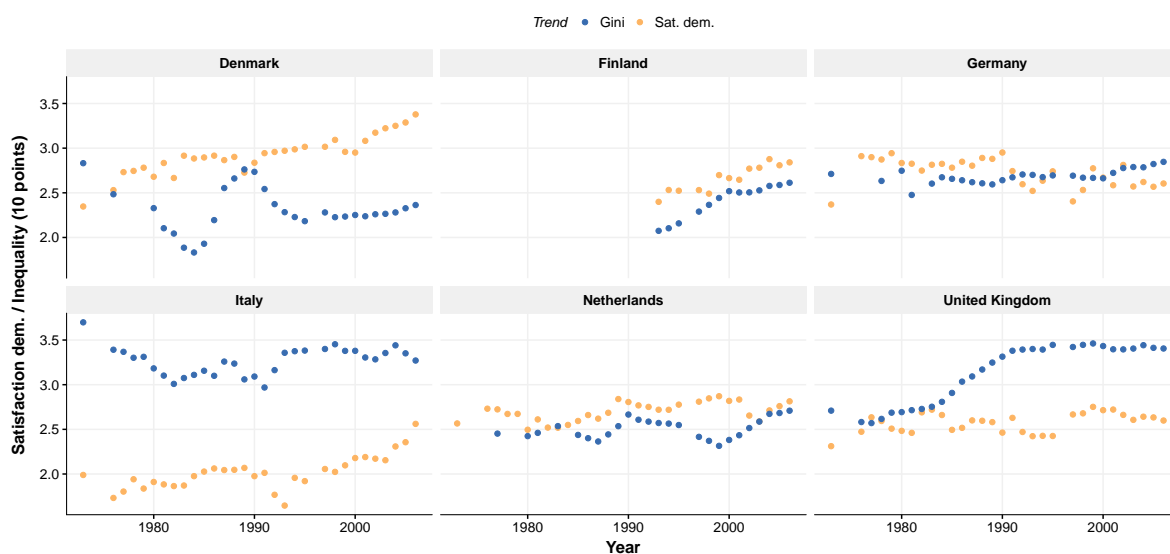 Trend Gini Sat. dem.
Denmark Finland Germany
3.5
3.0
2.5
2.0
Italy Netherlands United Kingdom
3.5
3.0
2.5
2.0
1980 1990 2000 1980 1990 2000 1980 1990 2000
Year
Satisfaction dem. / Inequality (10 points)